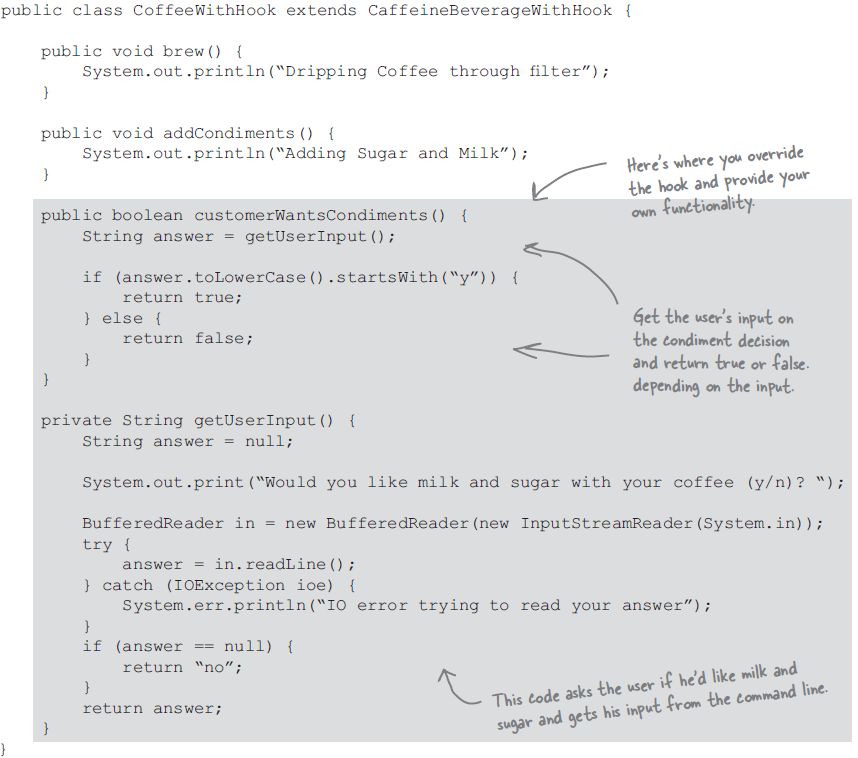 public class CoffeeWithHook extends CaffeineBeverageWithHook {
public void brew() {
System.out.println(“Dripping Coffee through filter”);
}
public void addCondiments() {
System.out.println(“Adding Sugar and Milk”);
}
Here's where you override
the hook and provide your
own functionality.
public boolean customerWantsCondiments() {
String answer = getUserInput();
if (answer.toLowerCase().startsWith(“y”)) {
return true;
} else {
return false;
}
}
Get the user's input on
the condiment decision
and return true or false.
depending on the input.
private String getUserInput() {
String answer = null;
System.out.print(“Would you like milk and sugar with your coffee (y/n)? “);
BufferedReader in = new BufferedReader(new InputStreamReader(System.in));
try {
answer = in.readLine();
} catch (IOException ioe) {
System.err.println(“IO error trying to read your answer”);
}
if (answer == null) {
return “no”;
}
return answer;
}
This code asks the user if he'd like milk and
sugar and gets his input from the command line.
}